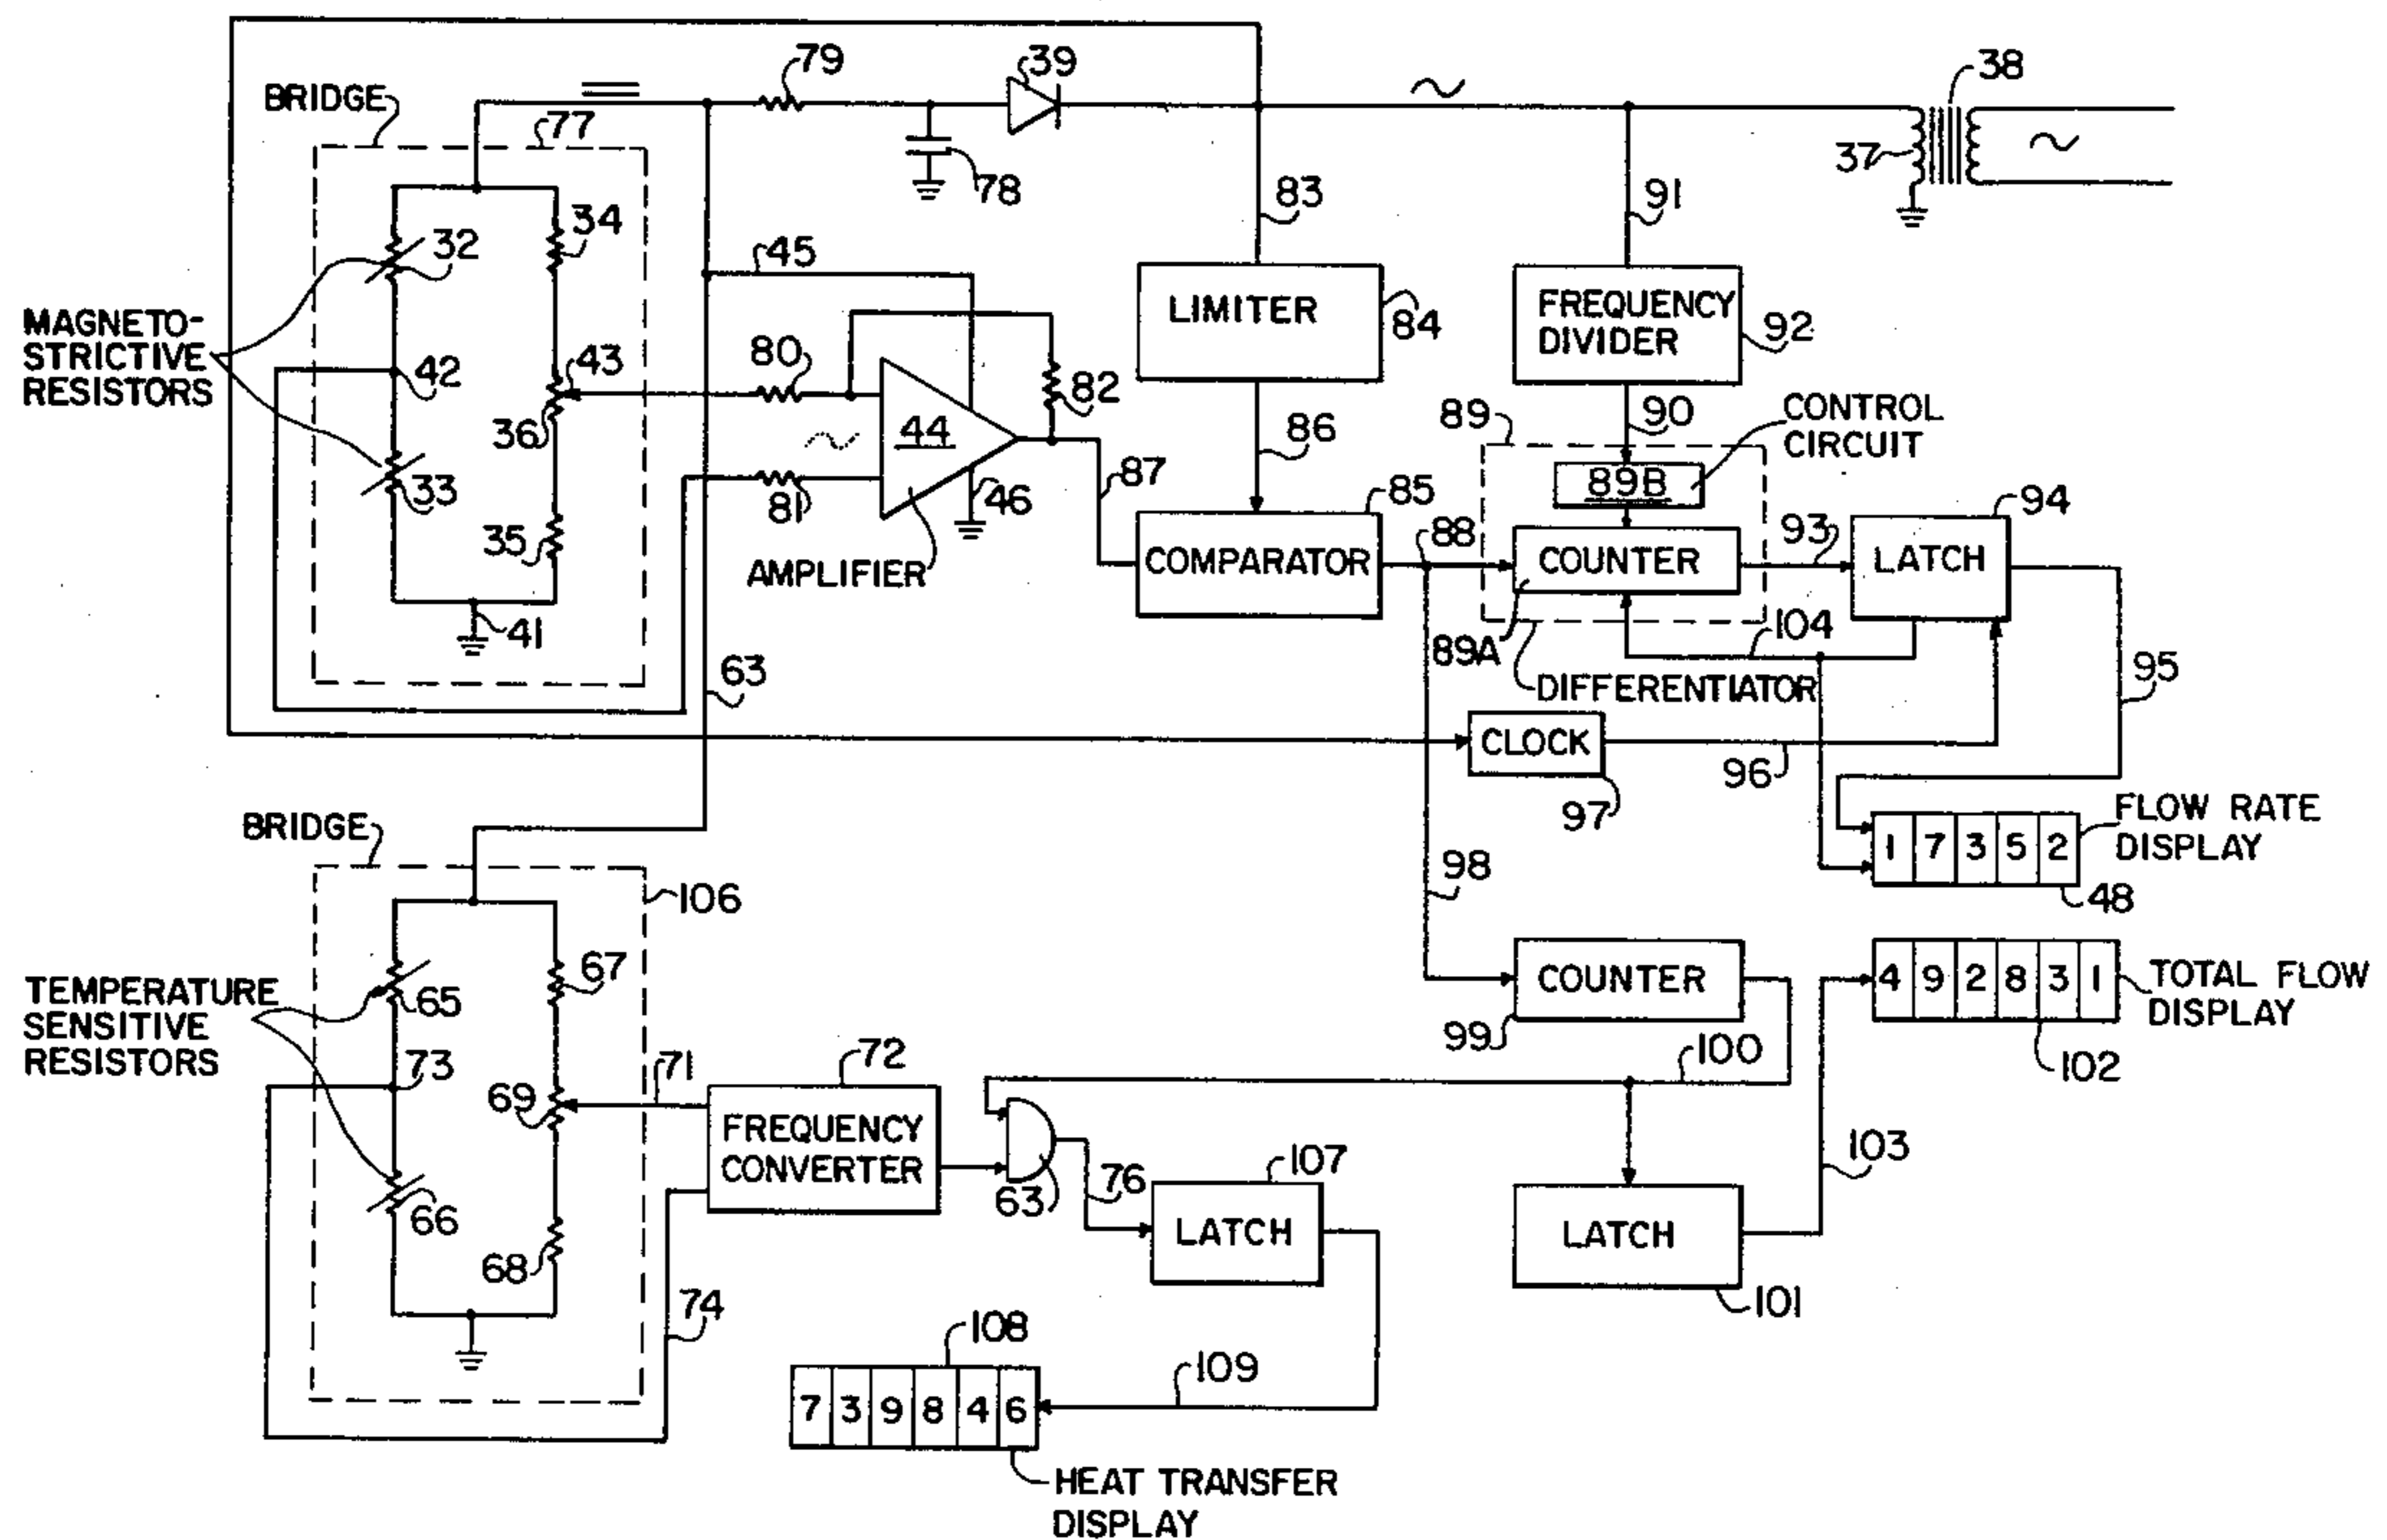 38
79
39
BRIDGE
77
37
78
34
83
91
32
45
LIMITER
84
FREQUENCY
DIVIDER
92
MAGNETO-
STRICTIVE
RESISTORS
42
43
80
82
36
44
86
89
90
CONTROL
CIRCUIT
33
81
46
87
85
89B
94
35
AMPLIFIER
COMPARATOR
88
COUNTER
93
LATCH
41
89A
104
63
DIFFERENTIATOR
95
CLOCK
96
97
BRIDGE
FLOW RATE
DISPLAY
1 7 3 5 2
48
98
106
67
TEMPERATURE
SENSITIVE
RESISTORS
65
COUNTER
99
4 9 2 8 3 1
TOTAL FLOW
DISPLAY
102
73
71
72
100
69
FREQUENCY
CONVERTER
63
76
107
103
66
LATCH
LATCH
68
74
101
108
109
7 3 9 8 4 6
HEAT TRANSFER
DISPLAY